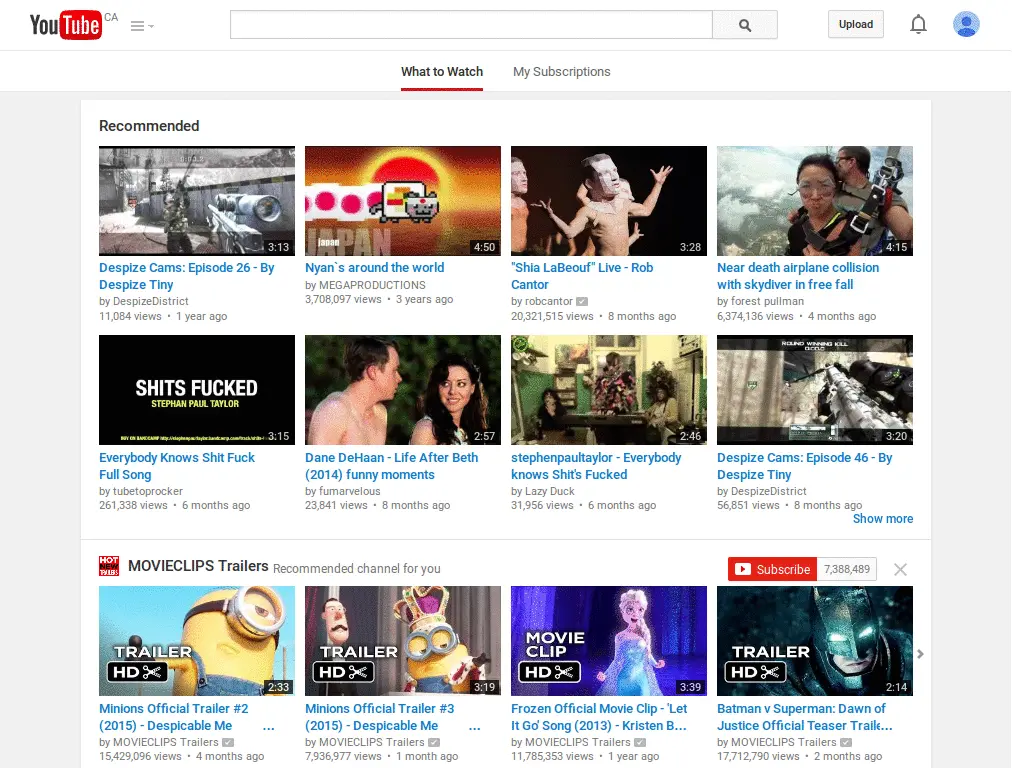 YouTube CA
Upload
What to Watch
My Subscriptions
Recommended
3:13
japan
JAPAN
4:50
3:28
4:15
Despize Cams: Episode 26 - By
Despize Tiny
by DespizeDistrict
11,084 views • 1 year ago
Nyan`s around the world
by MEGAPRODUCTIONS
3,708,097 views • 3 years ago
"Shia LaBeouf" Live - Rob
Cantor
by robcantor
20,321,515 views • 8 months ago
Near death airplane collision
with skydiver in free fall
by forest pullman
6,374,136 views • 4 months ago
SHITS FUCKED
STEPHAN PAUL TAYLOR
3:15
2:57
2:46
ROUND WINNING KILL
3:20
Everybody Knows Shit Fuck
Full Song
by tubetoprocker
261,338 views • 6 months ago
Dane DeHaan - Life After Beth
(2014) funny moments
by fumarvelous
23,841 views • 8 months ago
stephenpaultaylor - Everybody
knows Shit's Fucked
by Lazy Duck
31,956 views • 6 months ago
Despize Cams: Episode 46 - By
Despize Tiny
by DespizeDistrict
56,851 views • 8 months ago
Show more
HOT
NEW
TRAILERS
MOVIECLIPS Trailers Recommended channel for you
Subscribe 7,388,489
TRAILER
HD
2:33
TRAILER
HD
3:19
MOVIE
CLIP
HD
3:39
TRAILER
HD
2:14
Minions Official Trailer #2
(2015) - Despicable Me ...
by MOVIECLIPS Trailers
15,429,096 views • 4 months ago
Minions Official Trailer #3
(2015) - Despicable Me ...
by MOVIECLIPS Trailers
7,936,977 views • 1 month ago
Frozen Official Movie Clip - 'Let
It Go' Song (2013) - Kristen B...
by MOVIECLIPS Trailers
11,785,353 views • 1 year ago
Batman v Superman: Dawn of
Justice Official Teaser Traile...
by MOVIECLIPS Trailers
17,712,790 views • 2 months ago